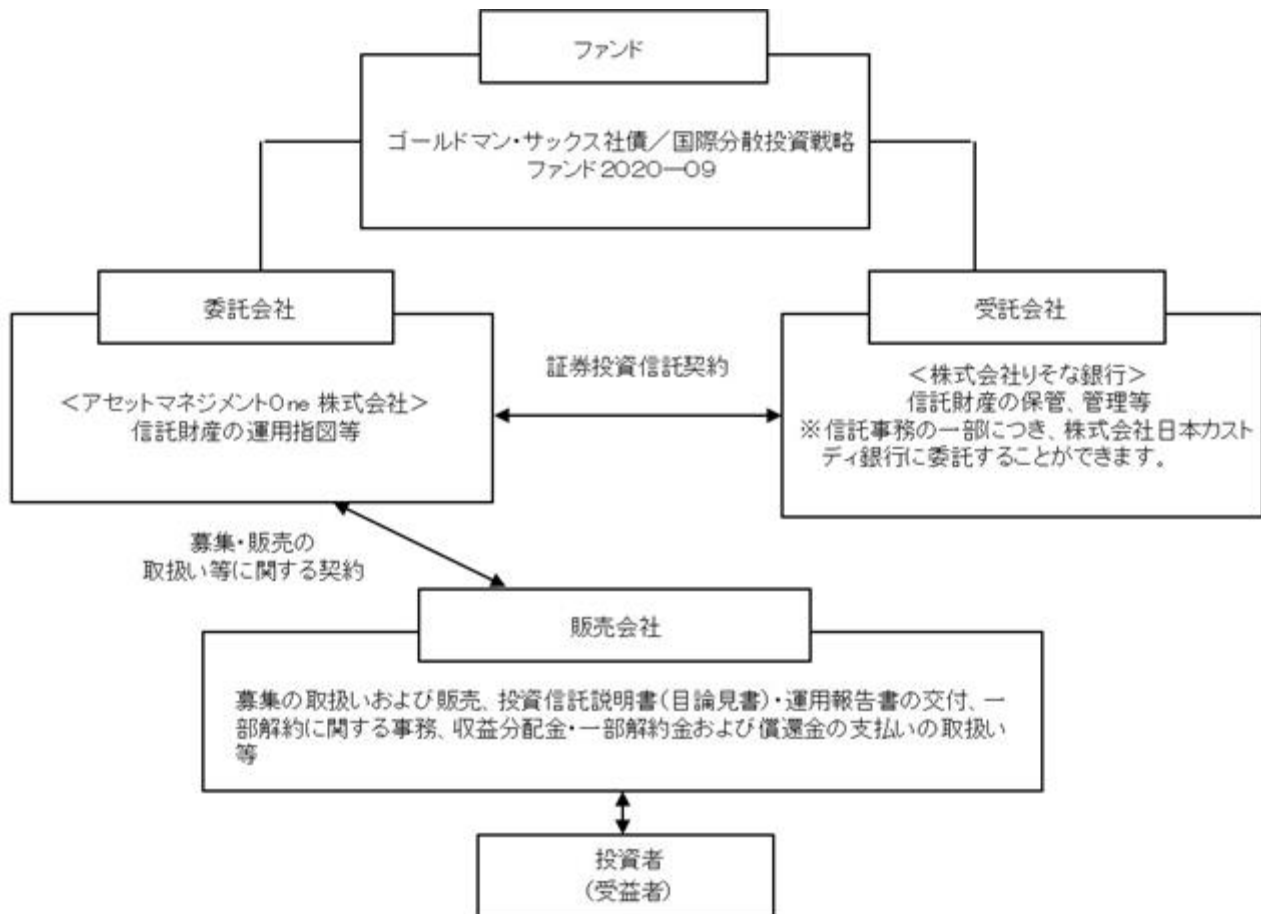 ファンド
ゴールドマン・サックス社債／国際分散投資戦略
ファンド2020―09
委託会社
＜アセットマネジメントOne 株式会社＞
信託財産の運用指図等
証券投資信託契約
受託会社
＜株式会社りそな銀行＞
信託財産の保管、管理等
※信託事務の一部につき、株式会社日本カスト
ディ銀行に委託することができます。
募集・販売の
取扱い等に関する契約
販売会社
募集の取扱いおよび販売、投資信託説明書（目論見書）・運用報告書の交付、一
部解約に関する事務、収益分配金・一部解約金および償還金の支払いの取扱い
等
投資者
（受益者）